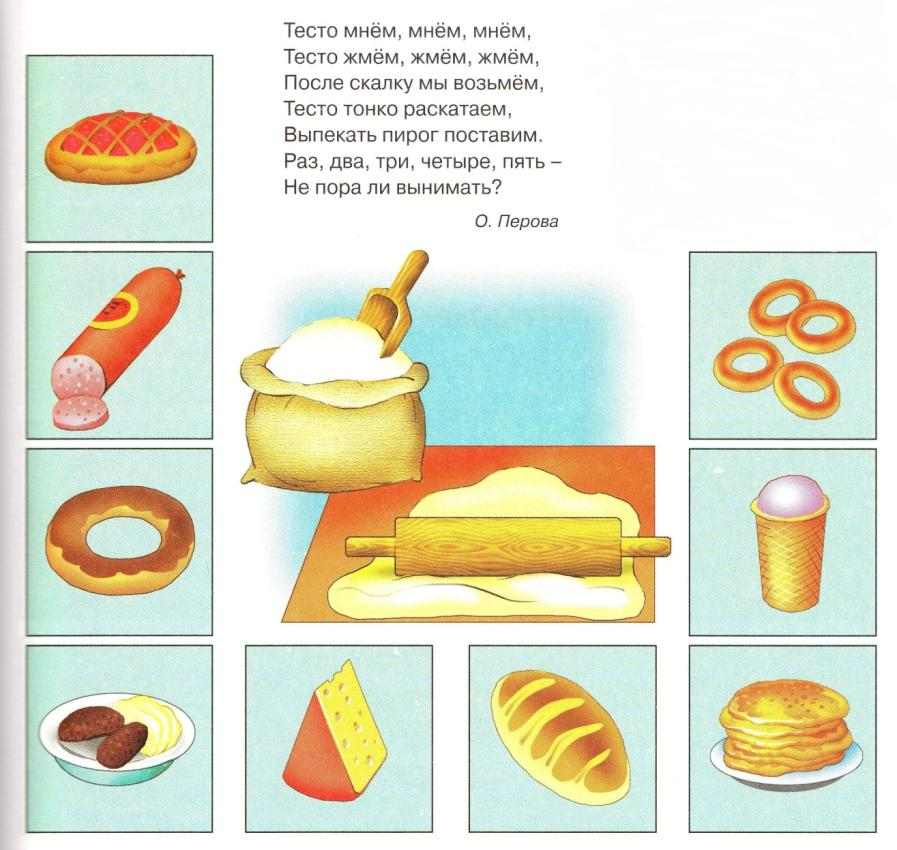 Тесто мнём, мнём, мнём,
Тесто жмём, жмём, жмём,
После скалку мы возьмём,
Тесто тонко раскатаем,
Выпекать пирог поставим.
Раз, два, три, четыре, пять –
Не пора ли вынимать?
О. Перова